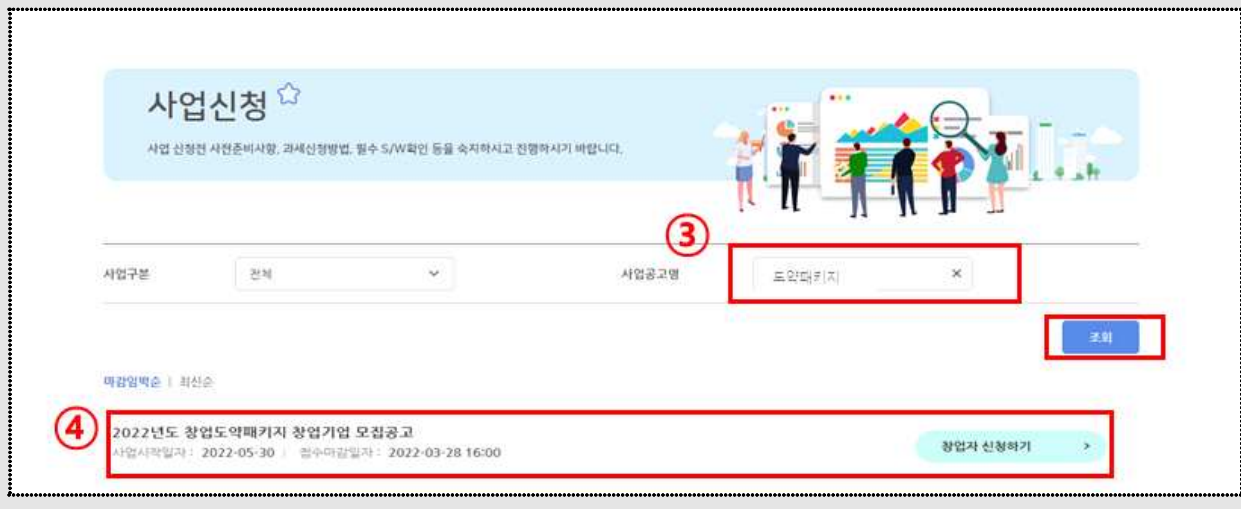 사업신청
사업 신청전 사전준비사항, 과세신청방법, 필수 S/W확인 등을 숙지하시고 진행하시기 바랍니다.
③
사업구분 전체 사업공고명 도약패키지 ×
조회
마감임박순 | 최신순
④
2022년도 창업도약패키지 창업기업 모집공고
사업시작일자 : 2022-05-30 | 접수마감일자 : 2022-03-28 16:00
창업자 신청하기 >